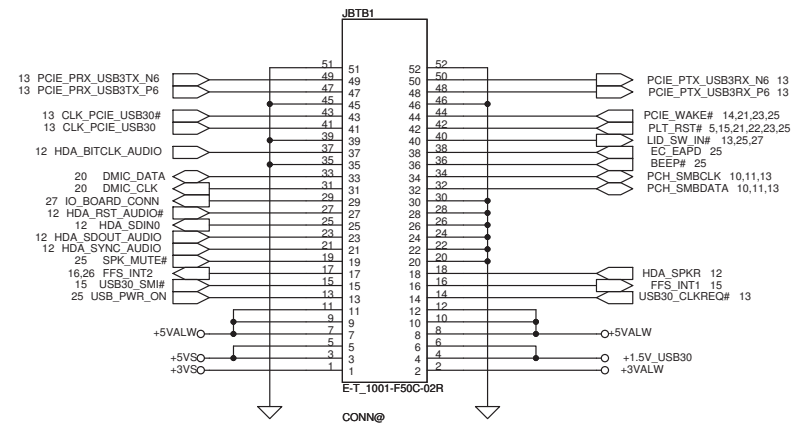 JBTB1
51 51 52 52
13 PCIE_PRX_USB3TX_N6 49 49 50 50 PCIE_PTX_USB3RX_N6 13
13 PCIE_PRX_USB3TX_P6 47 47 48 48 PCIE_PTX_USB3RX_P6 13
45 45 46 46
13 CLK_PCIE_USB30# 43 43 44 44 PCIE_WAKE# 14,21,23,25
13 CLK_PCIE_USB30 41 41 42 42 PLT_RST# 5,15,21,22,23,25
39 39 40 40 LID_SW_IN# 13,25,27
12 HDA_BITCLK_AUDIO 37 37 38 38 EC_EAPD 25
35 35 36 36 BEEP# 25
20 DMIC_DATA 33 33 34 34 PCH_SMBCLK 10,11,13
20 DMIC_CLK 31 31 32 32 PCH_SMBDATA 10,11,13
27 IO_BOARD_CONN 29 29 30 30
12 HDA_RST_AUDIO# 27 27 28 28
12 HDA_SDIN0 25 25 26 26
12 HDA_SDOUT_AUDIO 23 23 24 24
12 HDA_SYNC_AUDIO 21 21 22 22
25 SPK_MUTE# 19 19 20 20
16,26 FFS_INT2 17 17 18 18 HDA_SPKR 12
15 USB30_SMI# 15 15 16 16 FFS_INT1 15
25 USB_PWR_ON 13 13 14 14 USB30_CLKREQ# 13
11 11 12 12
9 9 10 10
+5VALW 7 7 8 8 +5VALW
5 5 6 6
+5VS 3 3 4 4 +1.5V_USB30
+3VS 1 1 2 2 +3VALW
E-T_1001-F50C-02R
CONN@